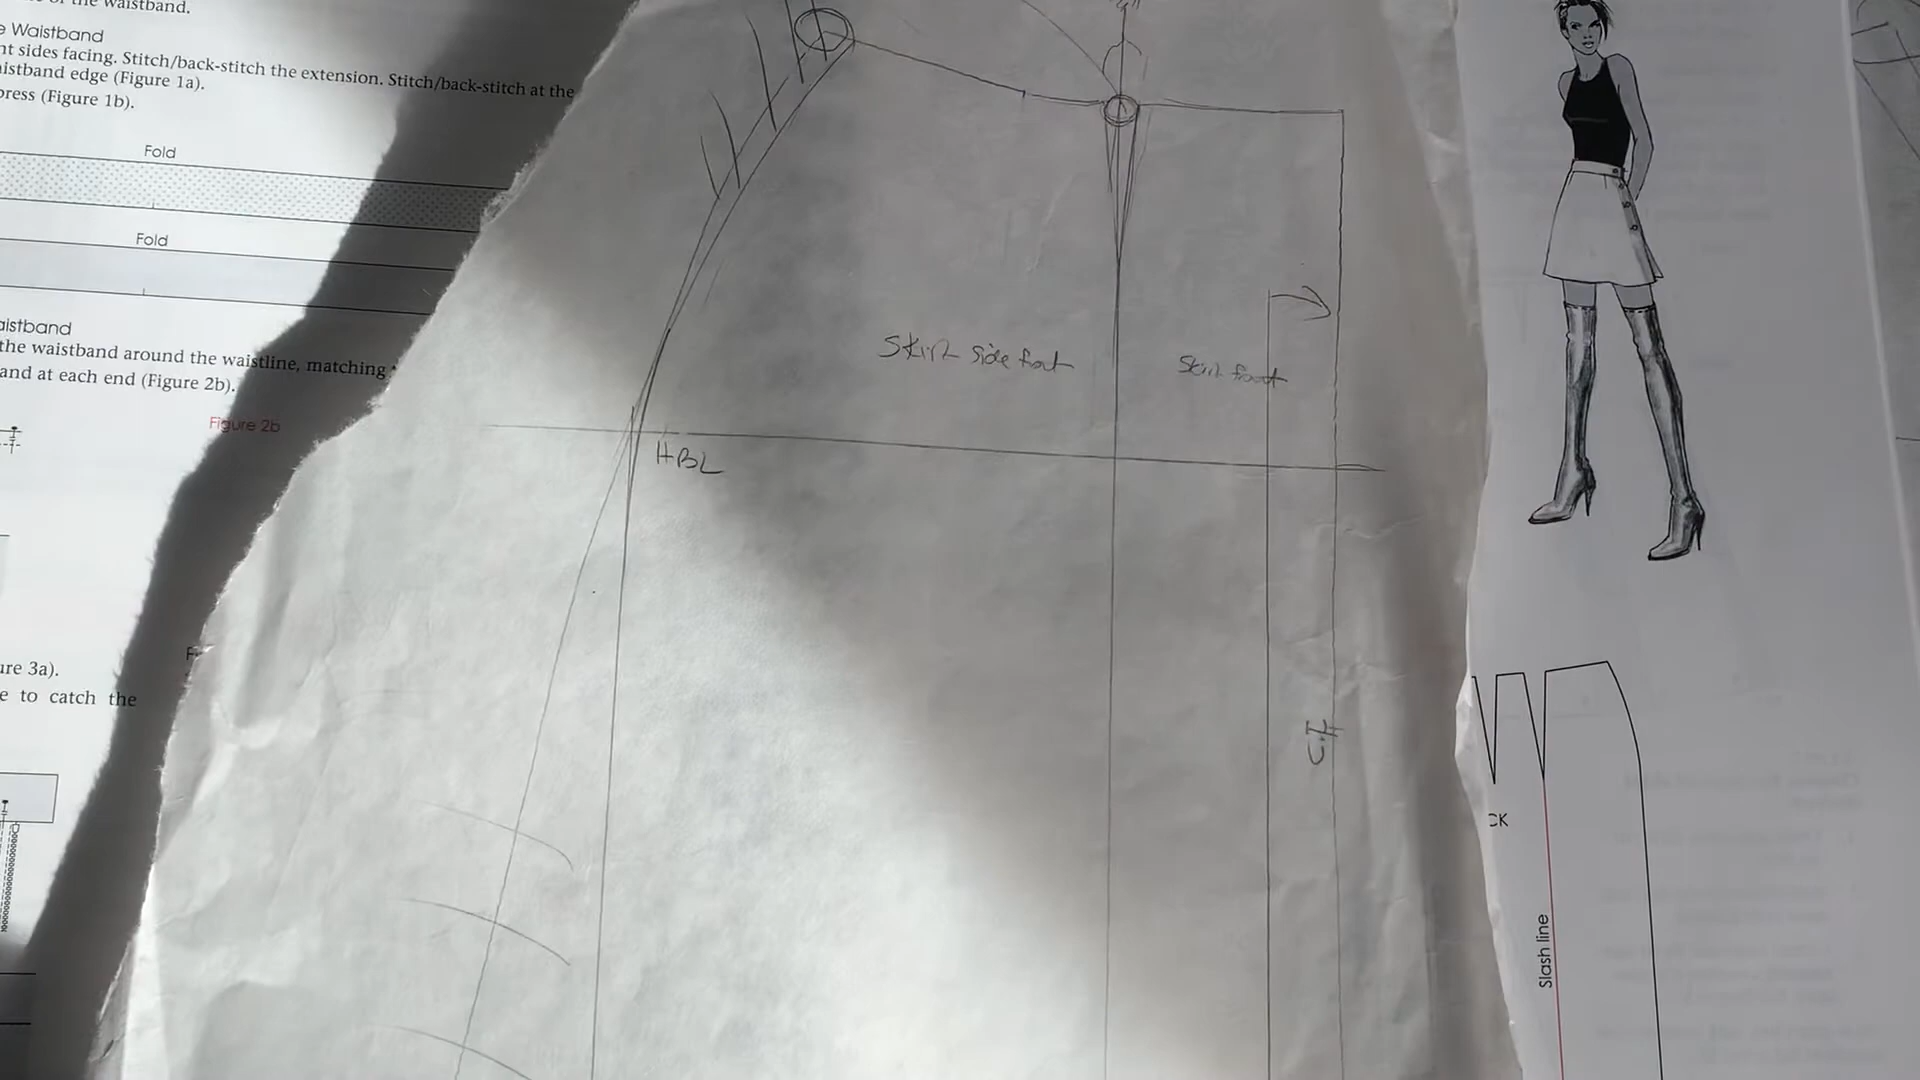 of the waistband.
Waistband
nt sides facing. Stitch/back-stitch the extension. Stitch/back-stitch at the
aistband edge (Figure 1a).
press (Figure 1b).
Fold
Fold
aistband
the waistband around the waistline, matching
and at each end (Figure 2b).
Figure 2b
ure 3a).
e to catch the
Skirt side front
Skirt front
HBL
C.F
CK
Slash line